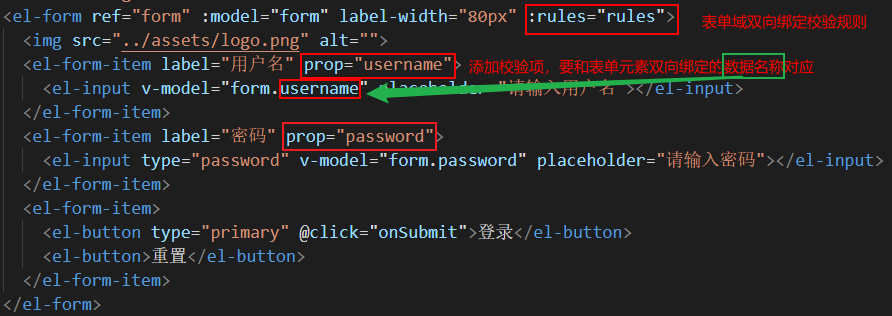 <el-form ref="form" :model="form" label-width="80px" :rules="rules"> 表单域双向绑定校验规则
<img src="../assets/logo.png" alt="">
<el-form-item label="用户名" prop="username"> 添加校验项，要和表单元素双向绑定的数据名称对应
<el-input v-model="form.username" placeholder="请输入用户名"></el-input>
</el-form-item>
<el-form-item label="密码" prop="password">
<el-input type="password" v-model="form.password" placeholder="请输入密码"></el-input>
</el-form-item>
<el-form-item>
<el-button type="primary" @click="onSubmit">登录</el-button>
<el-button>重置</el-button>
</el-form-item>
</el-form>